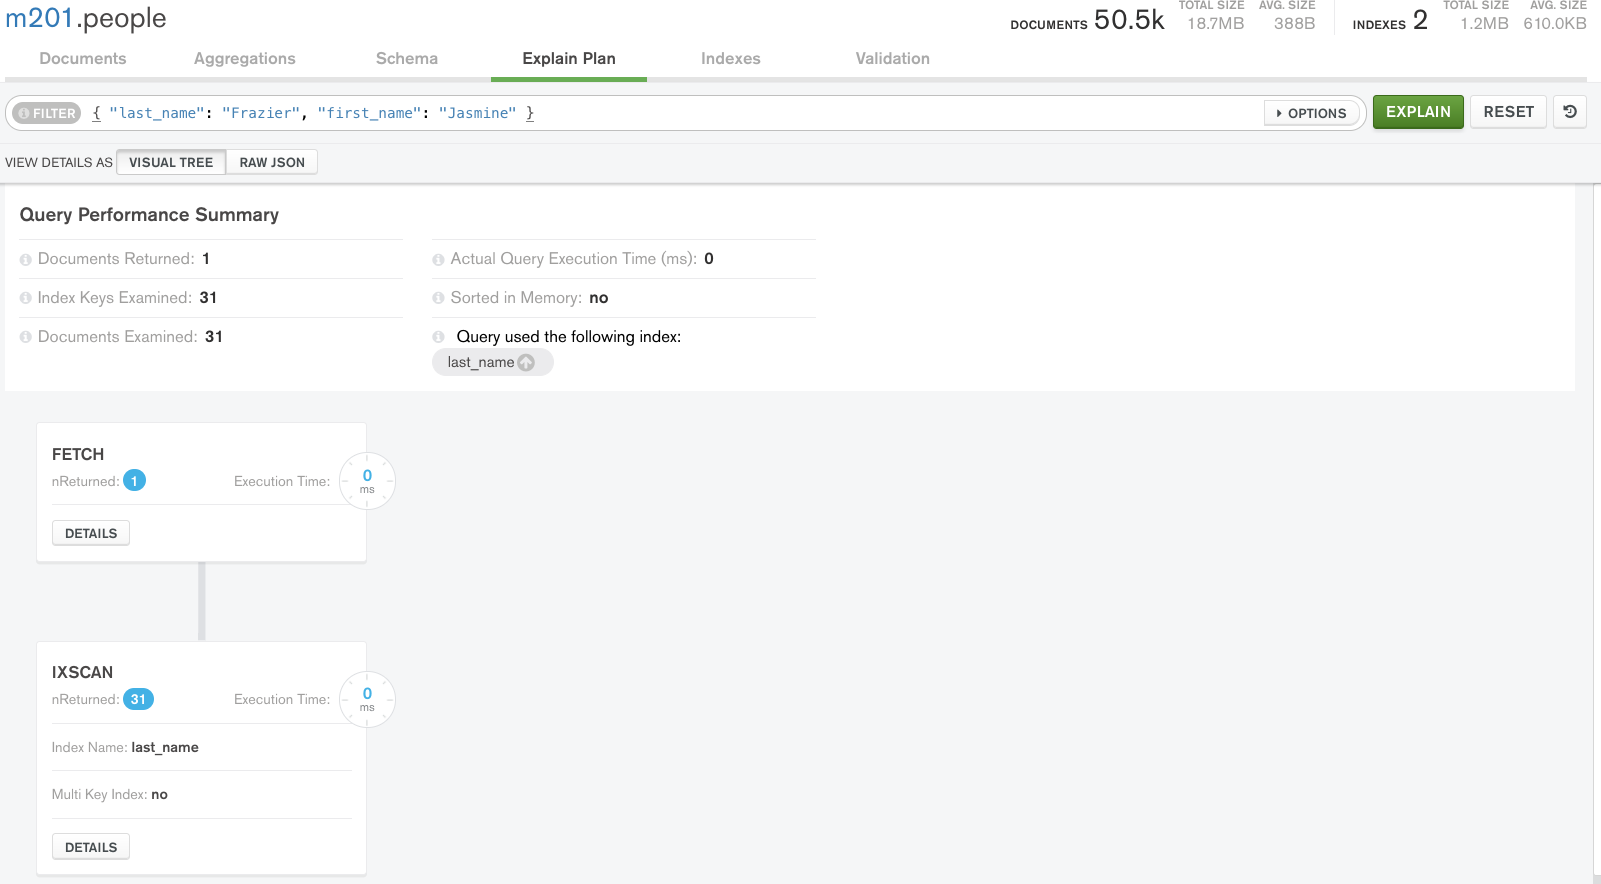 m201.people
DOCUMENTS 50.5k TOTAL SIZE 18.7MB AVG. SIZE 388B INDEXES 2 TOTAL SIZE 1.2MB AVG. SIZE 610.0KB
Documents Aggregations Schema Explain Plan Indexes Validation
FILTER { "last_name": "Frazier", "first_name": "Jasmine" } OPTIONS EXPLAIN RESET
VIEW DETAILS AS VISUAL TREE RAW JSON
Query Performance Summary
Documents Returned: 1
Index Keys Examined: 31
Documents Examined: 31
Actual Query Execution Time (ms): 0
Sorted in Memory: no
Query used the following index:
last_name
FETCH
nReturned: 1 Execution Time: 0 ms
DETAILS
IXSCAN
nReturned: 31 Execution Time: 0 ms
Index Name: last_name
Multi Key Index: no
DETAILS